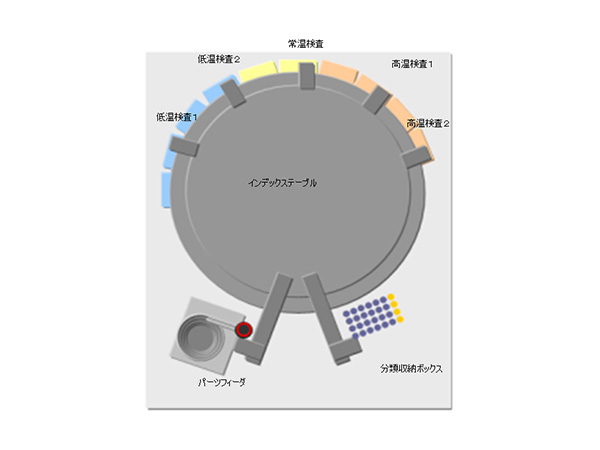 常温検査
低温検査２
高温検査１
低温検査１
高温検査２
インデックステーブル
パーツフィーダ
分類収納ボックス